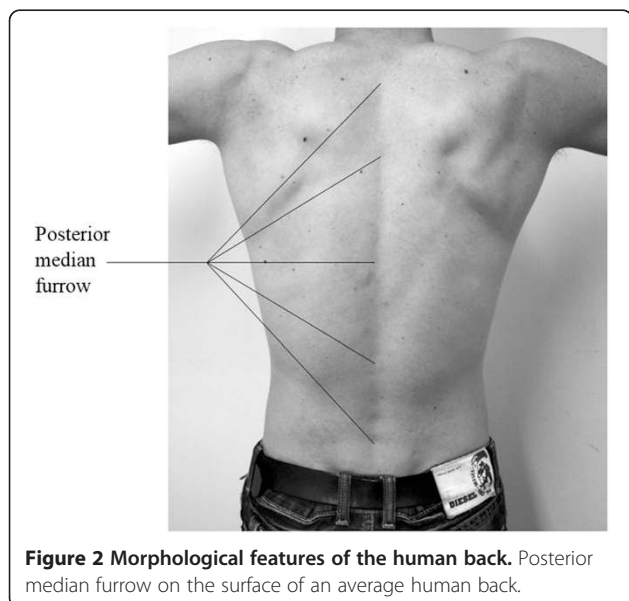 Posterior
median
furrow
DIESEL
Figure 2 Morphological features of the human back. Posterior
median furrow on the surface of an average human back.